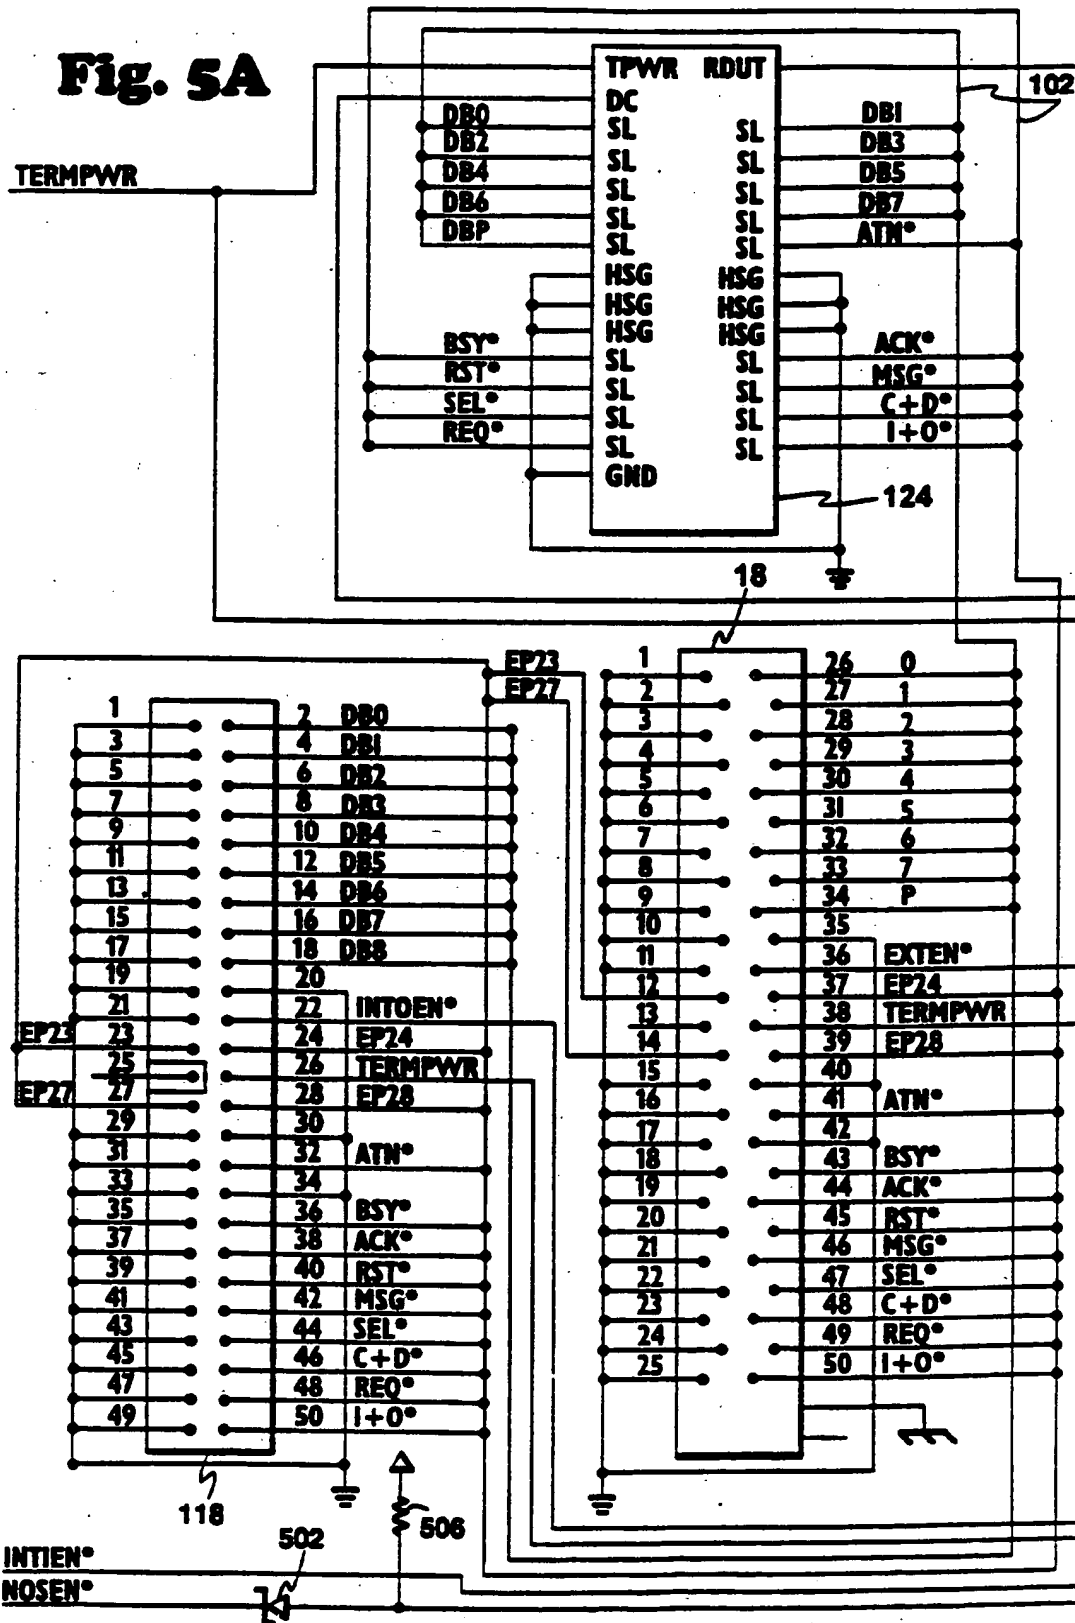 Fig. 5A
TPWR RDUT
102
DC
DB0 SL SL DB1
DB2 SL SL DB3
DB4 SL SL DB5
DB6 SL SL DB7
DBP SL SL ATN*
TERMPWR
HSG HSG
HSG HSG
HSG HSG
BSY* SL SL ACK*
RST* SL SL MSG*
SEL* SL SL C+D*
REQ* SL SL I+O*
GND
124
18
EP23
EP27
1 2 DB0
3 4 DB1
5 6 DB2
7 8 DB3
9 10 DB4
11 12 DB5
13 14 DB6
15 16 DB7
17 18 DB8
19 20
21 22 INTOEN*
EP23 23 24 EP24
25 26 TERMPWR
EP27 27 28 EP28
29 30
31 32 ATN*
33 34
35 36 BSY*
37 38 ACK*
39 40 RST*
41 42 MSG*
43 44 SEL*
45 46 C+D*
47 48 REQ*
49 50 I+O*
118
1 26 0
2 27 1
3 28 2
4 29 3
5 30 4
6 31 5
7 32 6
8 33 7
9 34 P
10 35
11 36 EXTEN*
12 37 EP24
13 38 TERMPWR
14 39 EP28
15 40
16 41 ATN*
17 42
18 43 BSY*
19 44 ACK*
20 45 RST*
21 46 MSG*
22 47 SEL*
23 48 C+D*
24 49 REQ*
25 50 I+O*
506
502
INTIEN*
NOSEN*